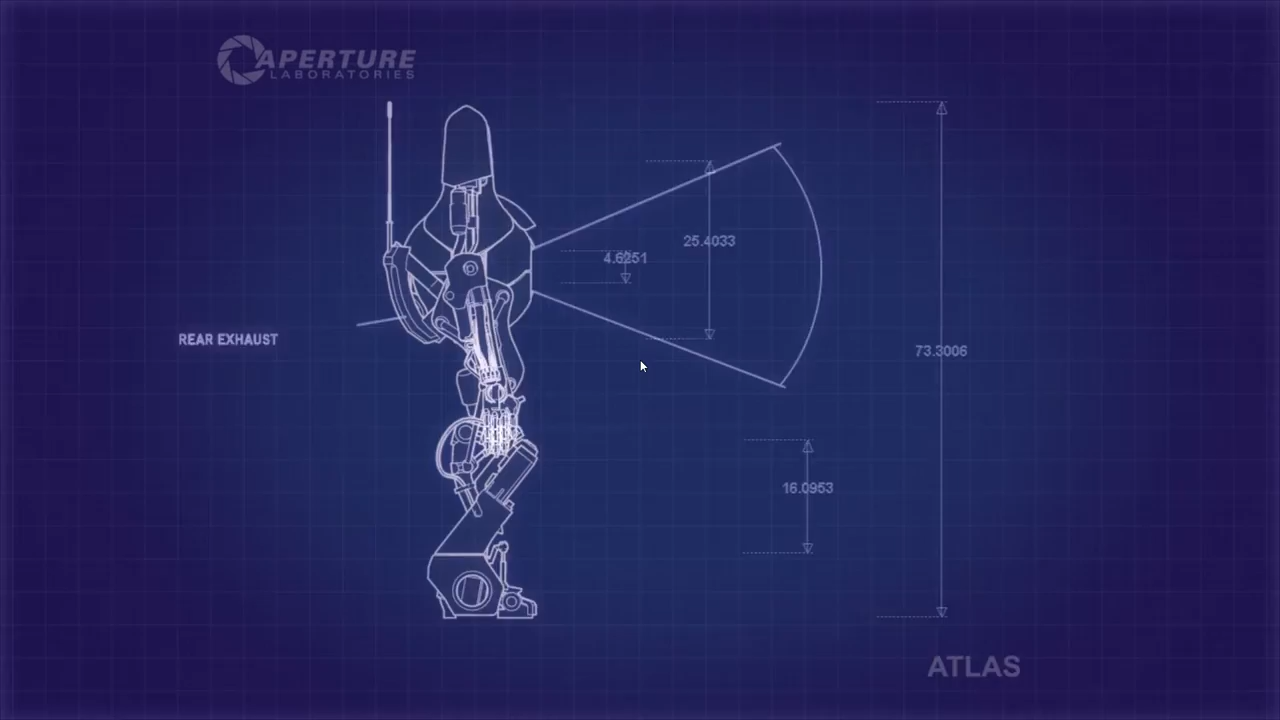 APERTURE
LABORATORIES
25.4033
4.6251
REAR EXHAUST
73.3006
16.0953
ATLAS